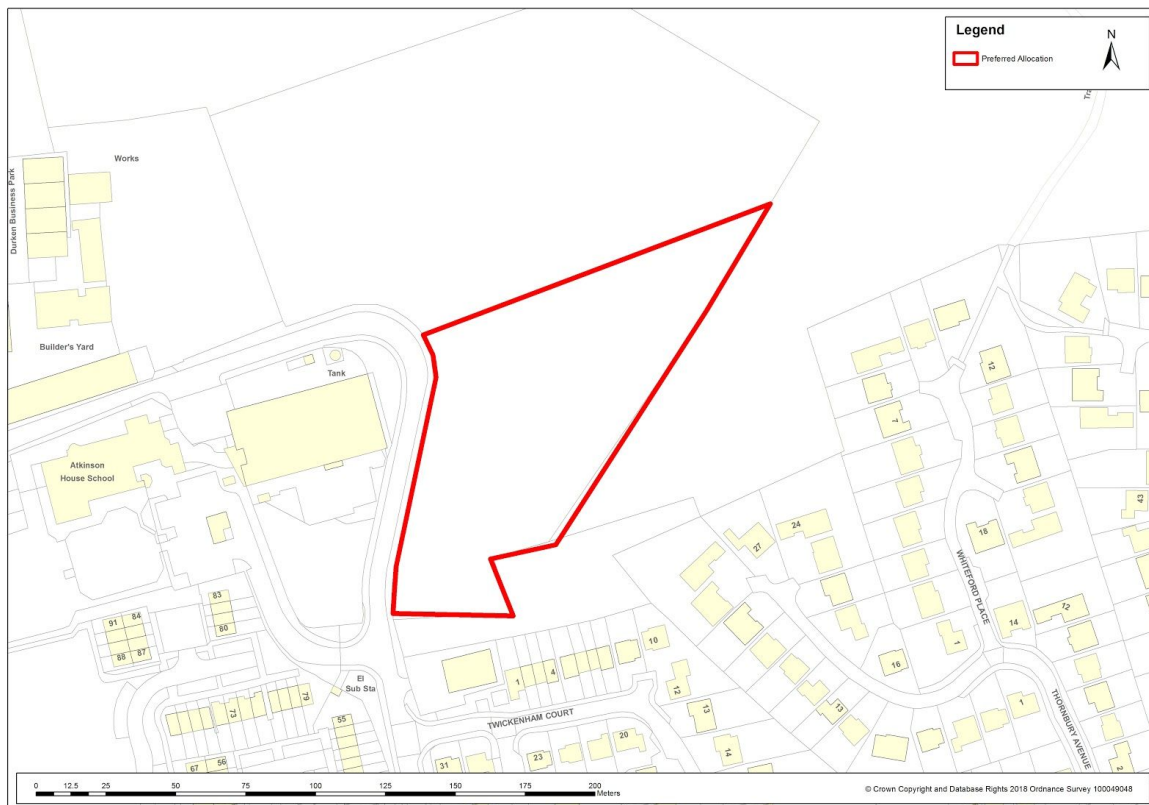 Legend
N
Preferred Allocation
Tra
Works
Durken Business Park
Builder's Yard
Tank
Atkinson
House School
12
7
43
24
27
18
WHITEFORD PLACE
83
91
84
80
88
87
12
14
10
1
16
1
4
El
Sub Sta
12
79
73
13
13
THORNBURY AVENUE
1
55
TWICKENHAM COURT
20
14
31
23
67
56
2
0
12.5
25
50
75
100
125
150
175
200
Meters
© Crown Copyright and Database Rights 2018 Ordnance Survey 100049048